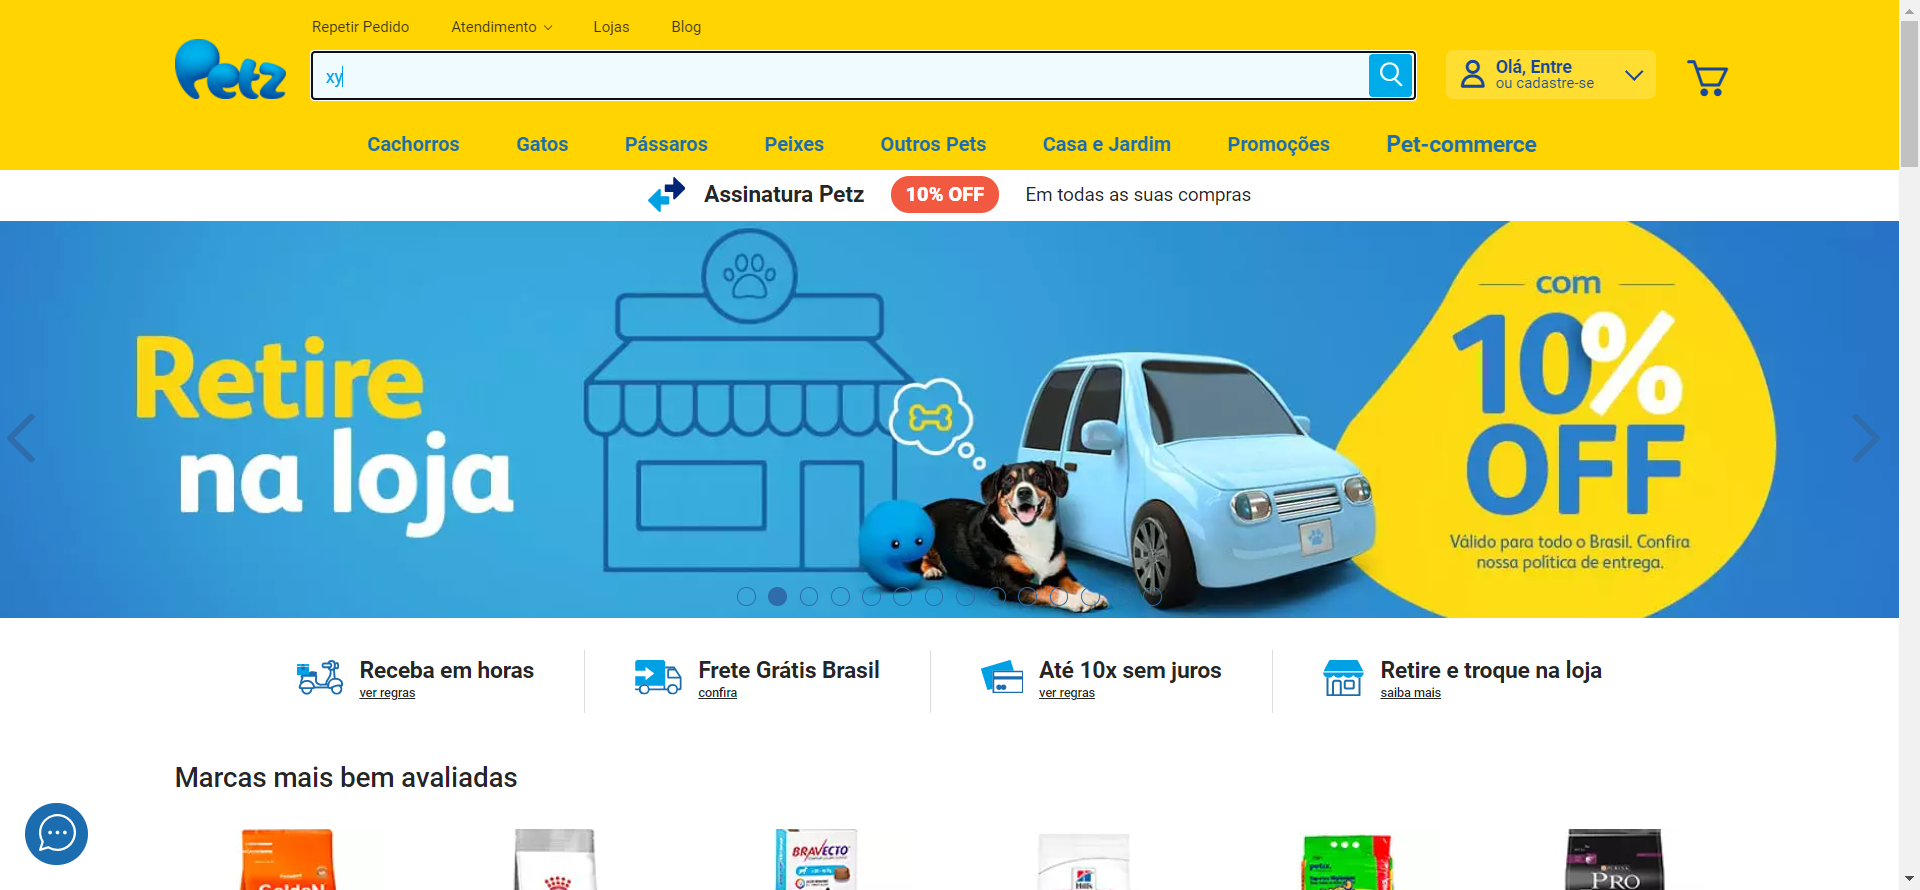 Repetir Pedido Atendimento Lojas Blog
Petz
xy
Olá, Entre
ou cadastre-se
Cachorros Gatos Pássaros Peixes Outros Pets Casa e Jardim Promoções Pet-commerce
Assinatura Petz 10% OFF Em todas as suas compras
Retire
na loja
com
10%
OFF
Válido para todo o Brasil. Confira
nossa política de entrega.
Receba em horas
ver regras
Frete Grátis Brasil
confira
Até 10x sem juros
ver regras
Retire e troque na loja
saiba mais
Marcas mais bem avaliadas
GoldeN
BRAVECTO
Hill's
petix
PRO